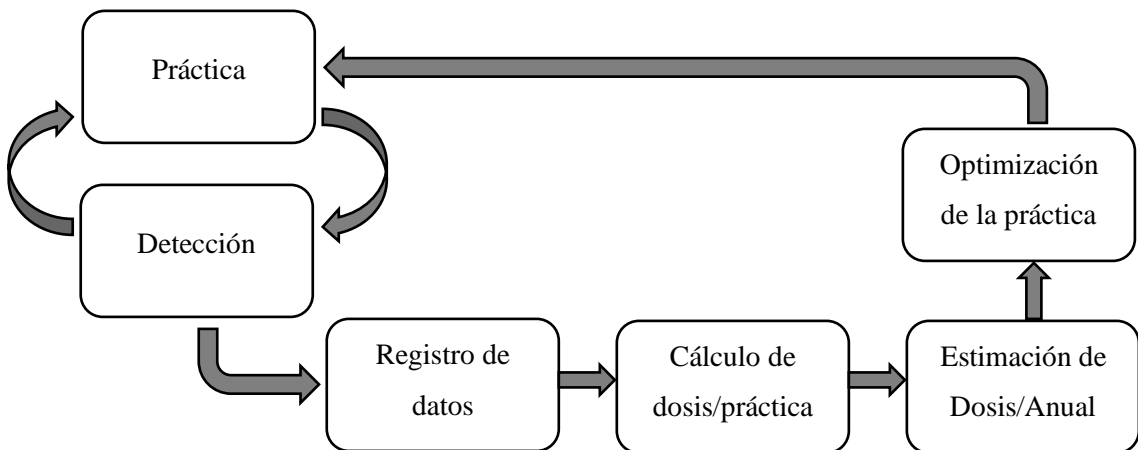 Práctica
Detección
Registro de
datos
Cálculo de
dosis/práctica
Estimación de
Dosis/Anual
Optimización
de la práctica